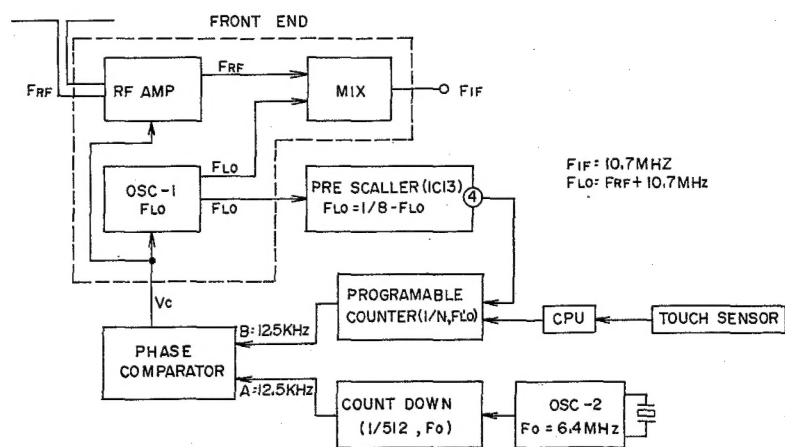 FRONT END
FRF
RF AMP
FRF
MIX
FIF
FIF = 10.7MHZ
FLO = FRF + 10.7MHz
OSC-1
FLO
FLO
FLO
PRE SCALLER(IC13)
FLO = 1/8 - FLO
4
VC
PROGRAMABLE
COUNTER(1/N, F'LO)
CPU
TOUCH SENSOR
B=12.5KHz
PHASE
COMPARATOR
A=12.5KHz
COUNT DOWN
(1/512, FO)
OSC-2
FO = 6.4MHz